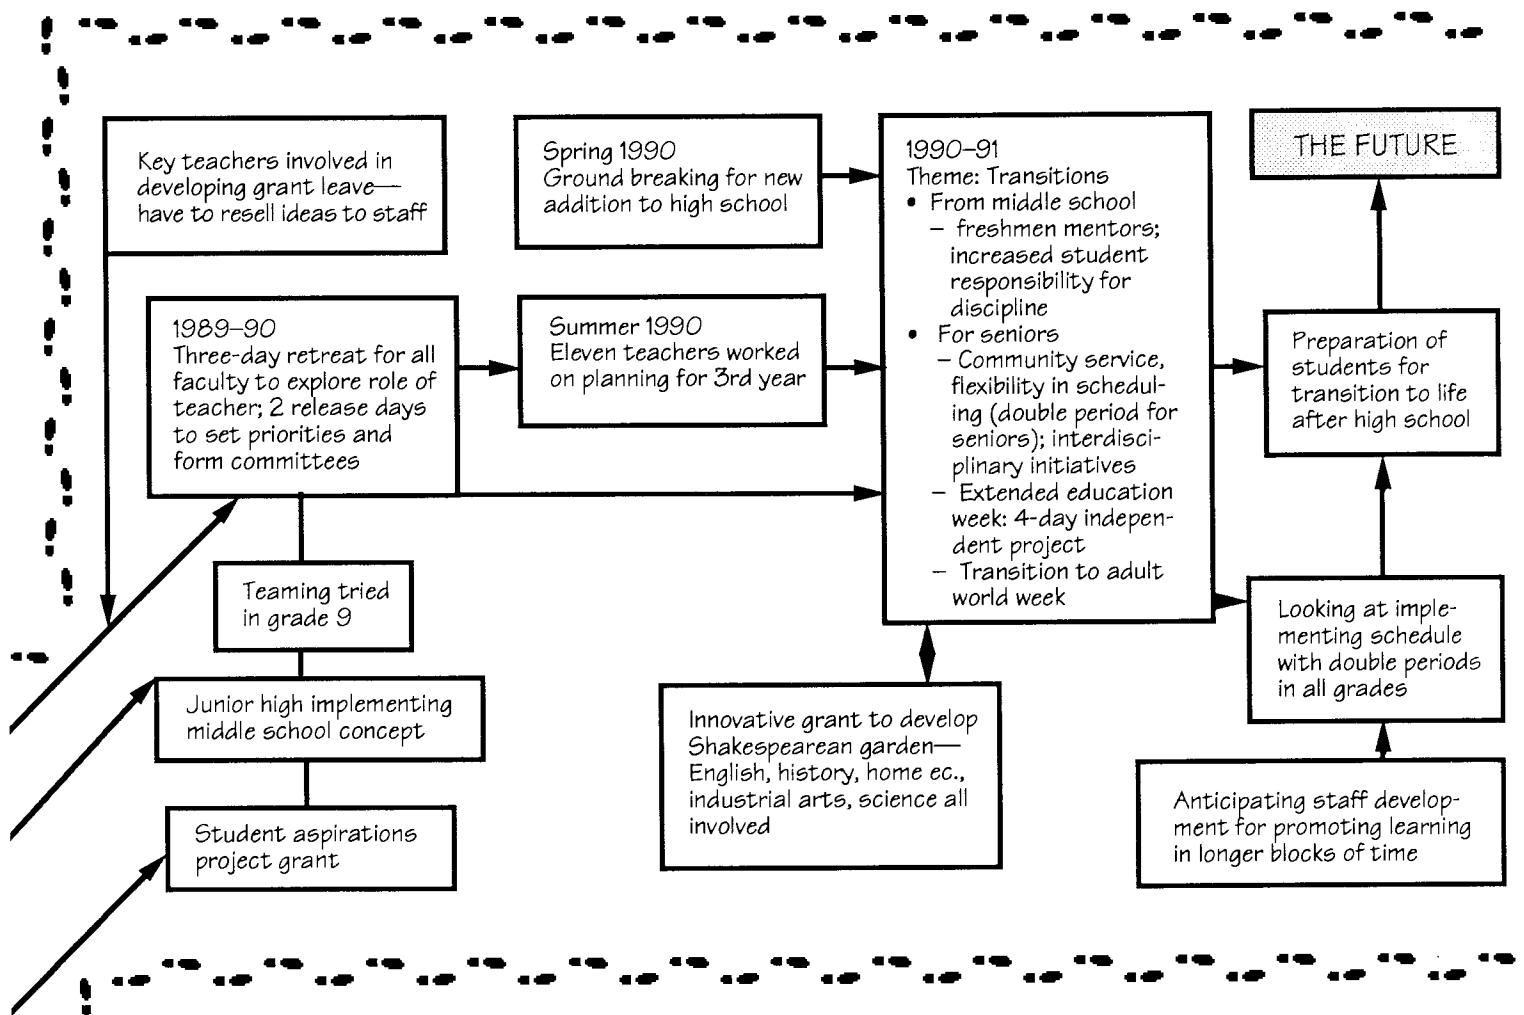 Key teachers involved in
developing grant leave—
have to resell ideas to staff
1989–90
Three-day retreat for all
faculty to explore role of
teacher; 2 release days
to set priorities and
form committees
Teaming tried
in grade 9
Junior high implementing
middle school concept
Student aspirations
project grant
Spring 1990
Ground breaking for new
addition to high school
Summer 1990
Eleven teachers worked
on planning for 3rd year
1990–91
Theme: Transitions
• From middle school
– freshmen mentors;
increased student
responsibility for
discipline
• For seniors
– Community service,
flexibility in schedul-
ing (double period for
seniors); interdisci-
plinary initiatives
– Extended education
week: 4-day indepen-
dent project
– Transition to adult
world week
Innovative grant to develop
Shakespearean garden—
English, history, home ec.,
industrial arts, science all
involved
THE FUTURE
Preparation of
students for
transition to life
after high school
Looking at imple-
menting schedule
with double periods
in all grades
Anticipating staff develop-
ment for promoting learning
in longer blocks of time